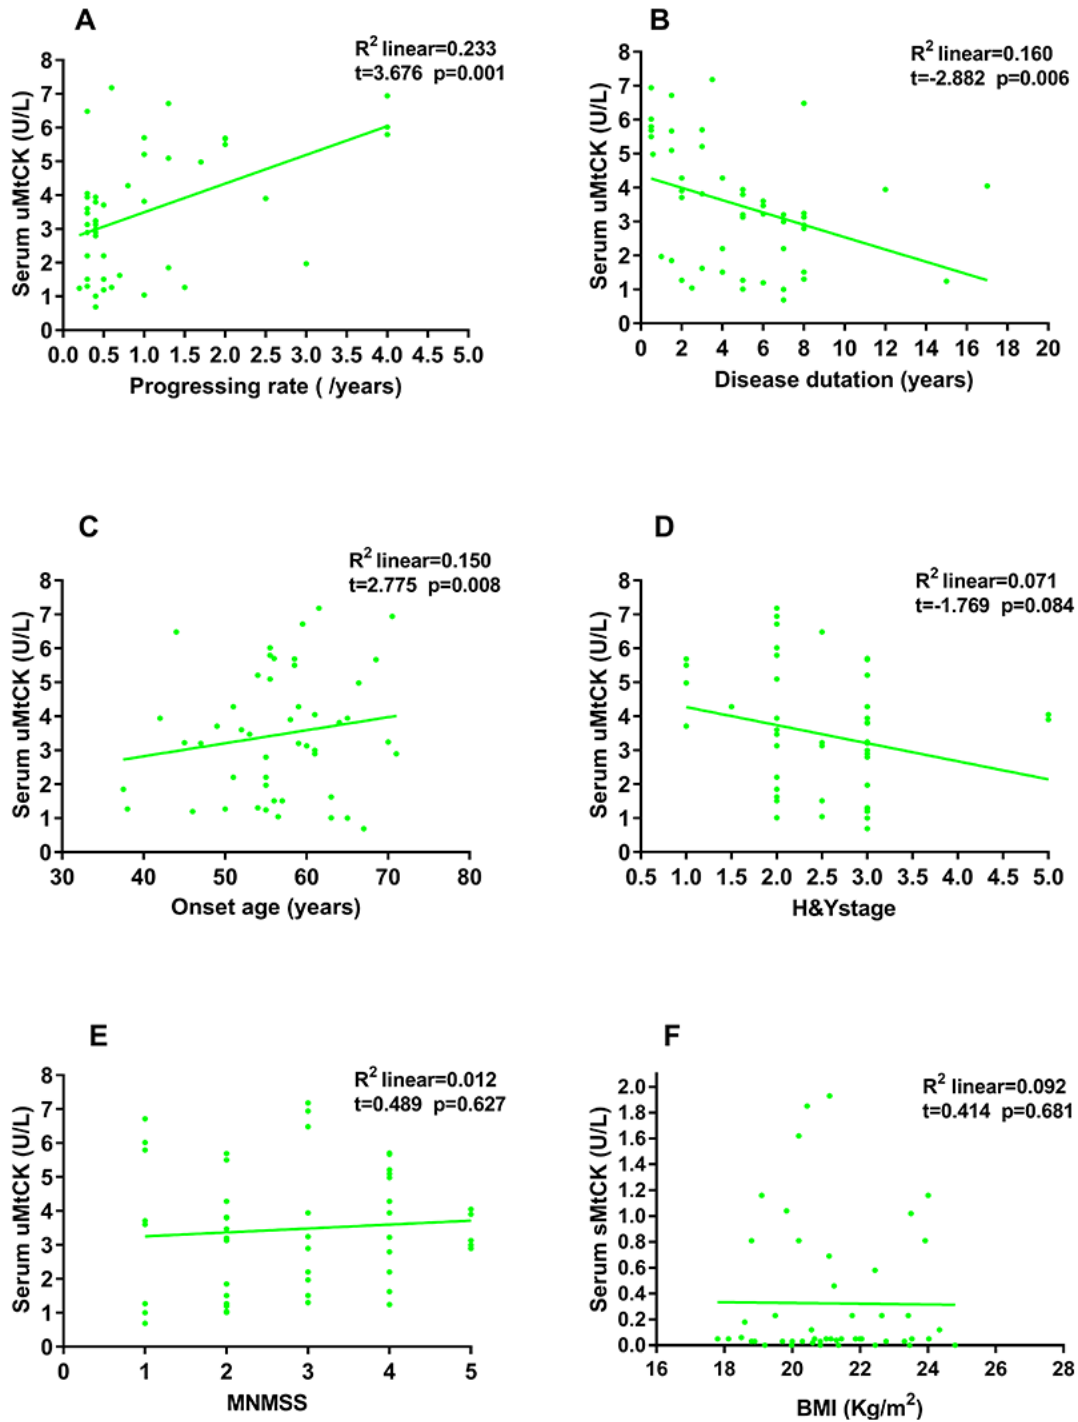 A
R² linear=0.233
t=3.676 p=0.001
Serum uMtCK (U/L)
8
7
6
5
4
3
2
1
0
0.0 0.5 1.0 1.5 2.0 2.5 3.0 3.5 4.0 4.5 5.0
Progressing rate ( /years)
B
R² linear=0.160
t=-2.882 p=0.006
Serum uMtCK (U/L)
8
7
6
5
4
3
2
1
0
0 2 4 6 8 10 12 14 16 18 20
Disease dutation (years)
C
R² linear=0.150
t=2.775 p=0.008
Serum uMtCK (U/L)
8
7
6
5
4
3
2
1
0
30 40 50 60 70 80
Onset age (years)
D
R² linear=0.071
t=-1.769 p=0.084
Serum uMtCK (U/L)
8
7
6
5
4
3
2
1
0
0.5 1.0 1.5 2.0 2.5 3.0 3.5 4.0 4.5 5.0
H&Ystage
E
R² linear=0.012
t=0.489 p=0.627
Serum uMtCK (U/L)
8
7
6
5
4
3
2
1
0
0 1 2 3 4 5
MNMSS
F
R² linear=0.092
t=0.414 p=0.681
Serum sMtCK (U/L)
2.0
1.8
1.6
1.4
1.2
1.0
0.8
0.6
0.4
0.2
0.0
16 18 20 22 24 26 28
BMI (Kg/m²)